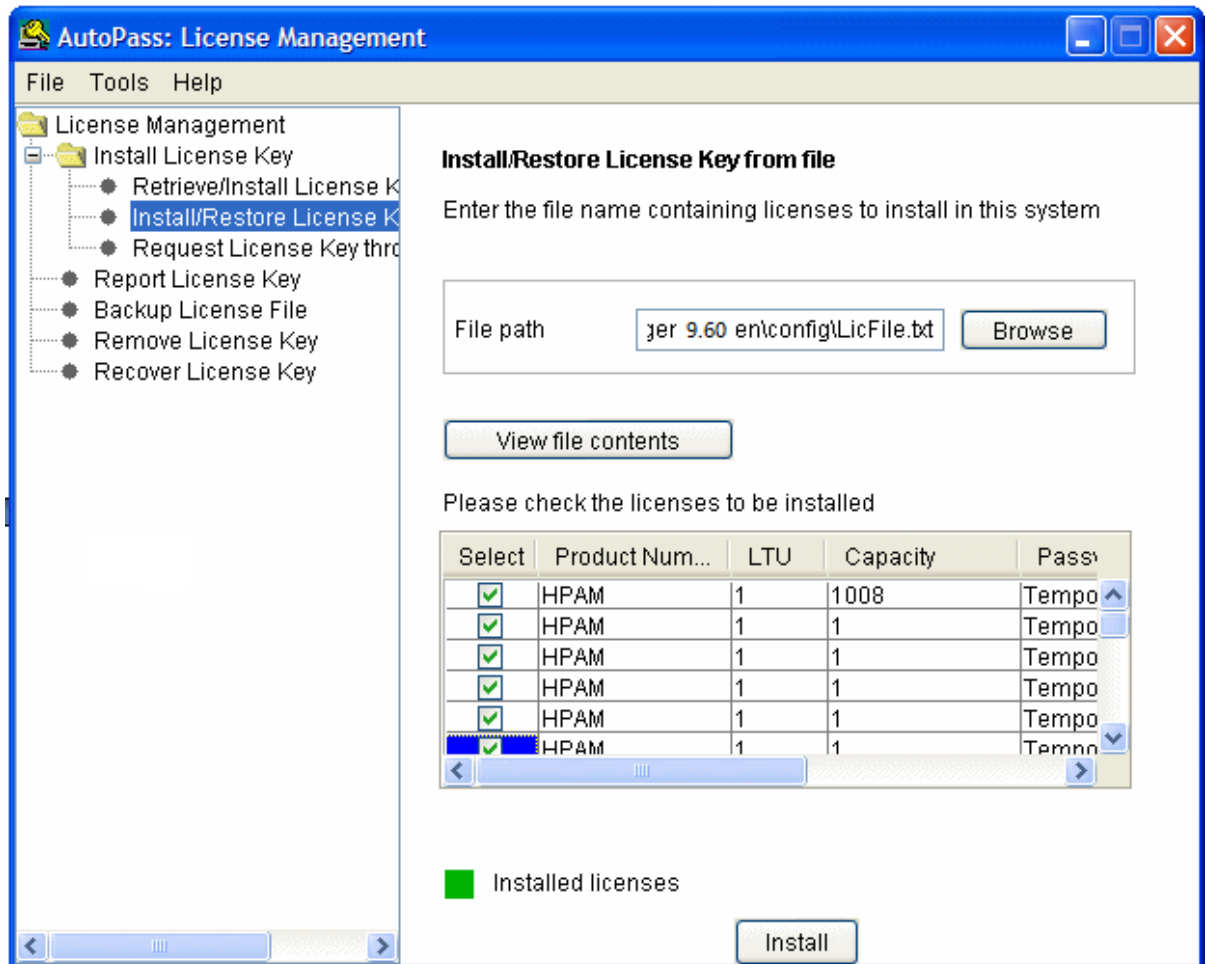 AutoPass: License Management
File Tools Help
License Management
Install License Key
Retrieve/Install License K
Install/Restore License K
Request License Key thro
Report License Key
Backup License File
Remove License Key
Recover License Key
Install/Restore License Key from file
Enter the file name containing licenses to install in this system
File path ger 9.60 en\config\LicFile.txt Browse
View file contents
Please check the licenses to be installed
Select Product Num... LTU Capacity Passv
HPAM 1 1008 Tempo
HPAM 1 1 Tempo
HPAM 1 1 Tempo
HPAM 1 1 Tempo
HPAM 1 1 Tempo
HPAM 1 1 Tempo
Installed licenses
Install